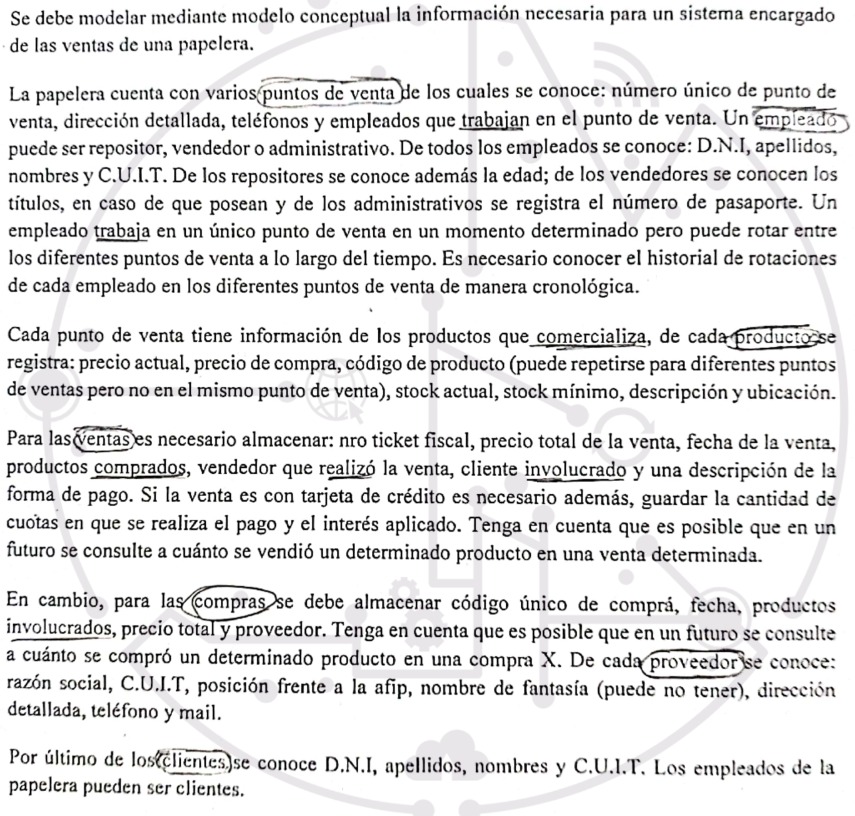 Se debe modelar mediante modelo conceptual la información necesaria para un sistema encargado
de las ventas de una papelera.
La papelera cuenta con varios puntos de venta de los cuales se conoce: número único de punto de
venta, dirección detallada, teléfonos y empleados que trabajan en el punto de venta. Un empleado
puede ser repositor, vendedor o administrativo. De todos los empleados se conoce: D.N.I, apellidos,
nombres y C.U.I.T. De los repositores se conoce además la edad; de los vendedores se conocen los
títulos, en caso de que posean y de los administrativos se registra el número de pasaporte. Un
empleado trabaja en un único punto de venta en un momento determinado pero puede rotar entre
los diferentes puntos de venta a lo largo del tiempo. Es necesario conocer el historial de rotaciones
de cada empleado en los diferentes puntos de venta de manera cronológica.
Cada punto de venta tiene información de los productos que comercializa, de cada producto se
registra: precio actual, precio de compra, código de producto (puede repetirse para diferentes puntos
de ventas pero no en el mismo punto de venta), stock actual, stock mínimo, descripción y ubicación.
Para las ventas es necesario almacenar: nro ticket fiscal, precio total de la venta, fecha de la venta,
productos comprados, vendedor que realizó la venta, cliente involucrado y una descripción de la
forma de pago. Si la venta es con tarjeta de crédito es necesario además, guardar la cantidad de
cuotas en que se realiza el pago y el interés aplicado. Tenga en cuenta que es posible que en un
futuro se consulte a cuánto se vendió un determinado producto en una venta determinada.
En cambio, para las compras se debe almacenar código único de compra, fecha, productos
involucrados, precio total y proveedor. Tenga en cuenta que es posible que en un futuro se consulte
a cuánto se compró un determinado producto en una compra X. De cada proveedor se conoce:
razón social, C.U.I.T, posición frente a la afip, nombre de fantasía (puede no tener), dirección
detallada, teléfono y mail.
Por último de los clientes se conoce D.N.I, apellidos, nombres y C.U.I.T. Los empleados de la
papelera pueden ser clientes.